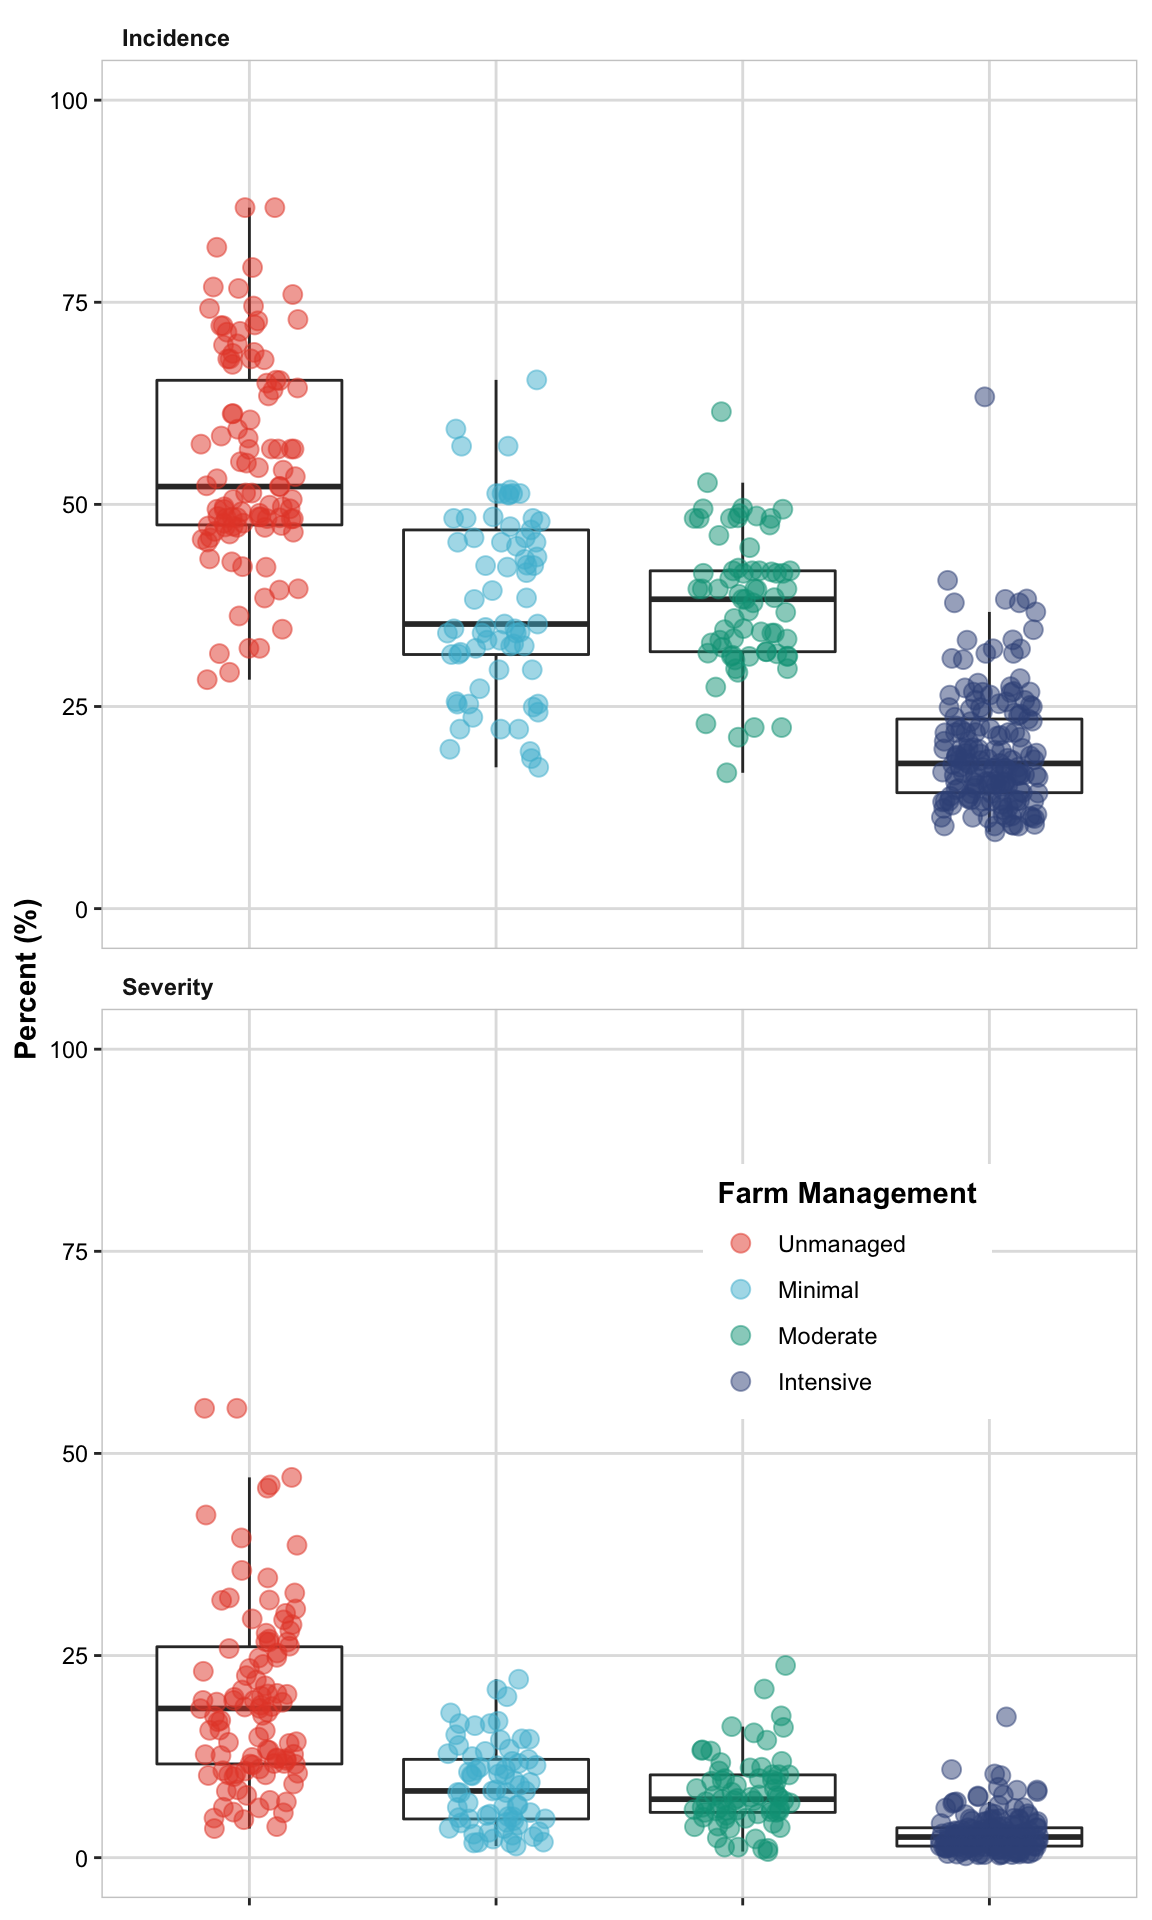 Incidence
100
75
50
25
0
Percent (%)
Severity
100
75
50
25
0
Farm Management
Unmanaged
Minimal
Moderate
Intensive